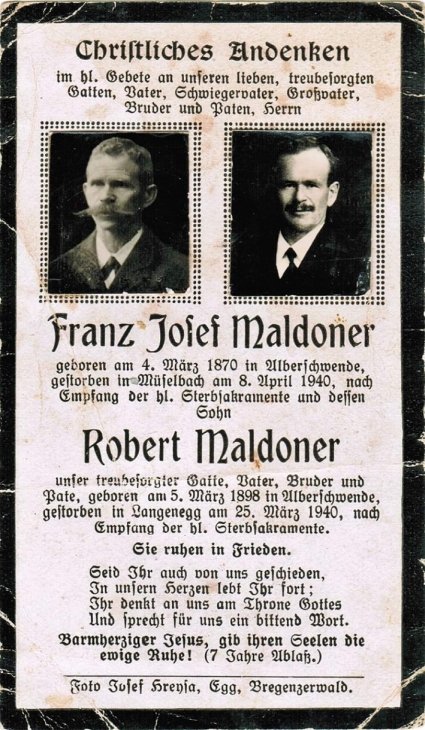 Christliches Andenken
im hl. Gebete an unseren lieben, treubesorgten
Gatten, Vater, Schwiegervater, Großvater,
Bruder und Paten, Herrn
Franz Josef Maldoner
geboren am 4. März 1870 in Alberschwende,
gestorben in Müselbach am 8. April 1940, nach
Empfang der hl. Sterbsakramente und dessen
Sohn
Robert Maldoner
unser treubesorgter Gatte, Vater, Bruder und
Pate, geboren am 5. März 1898 in Alberschwende,
gestorben in Langenegg am 25. März 1940, nach
Empfang der hl. Sterbsakramente.
Sie ruhen in Frieden.
Seid Ihr auch von uns geschieden,
In unsern Herzen lebt Ihr fort;
Ihr denkt an uns am Throne Gottes
Und sprecht für uns ein bittend Wort.
Barmherziger Jesus, gib ihren Seelen die
ewige Ruhe! (7 Jahre Ablaß.)
Foto Josef Greysa, Egg, Bregenzerwald.